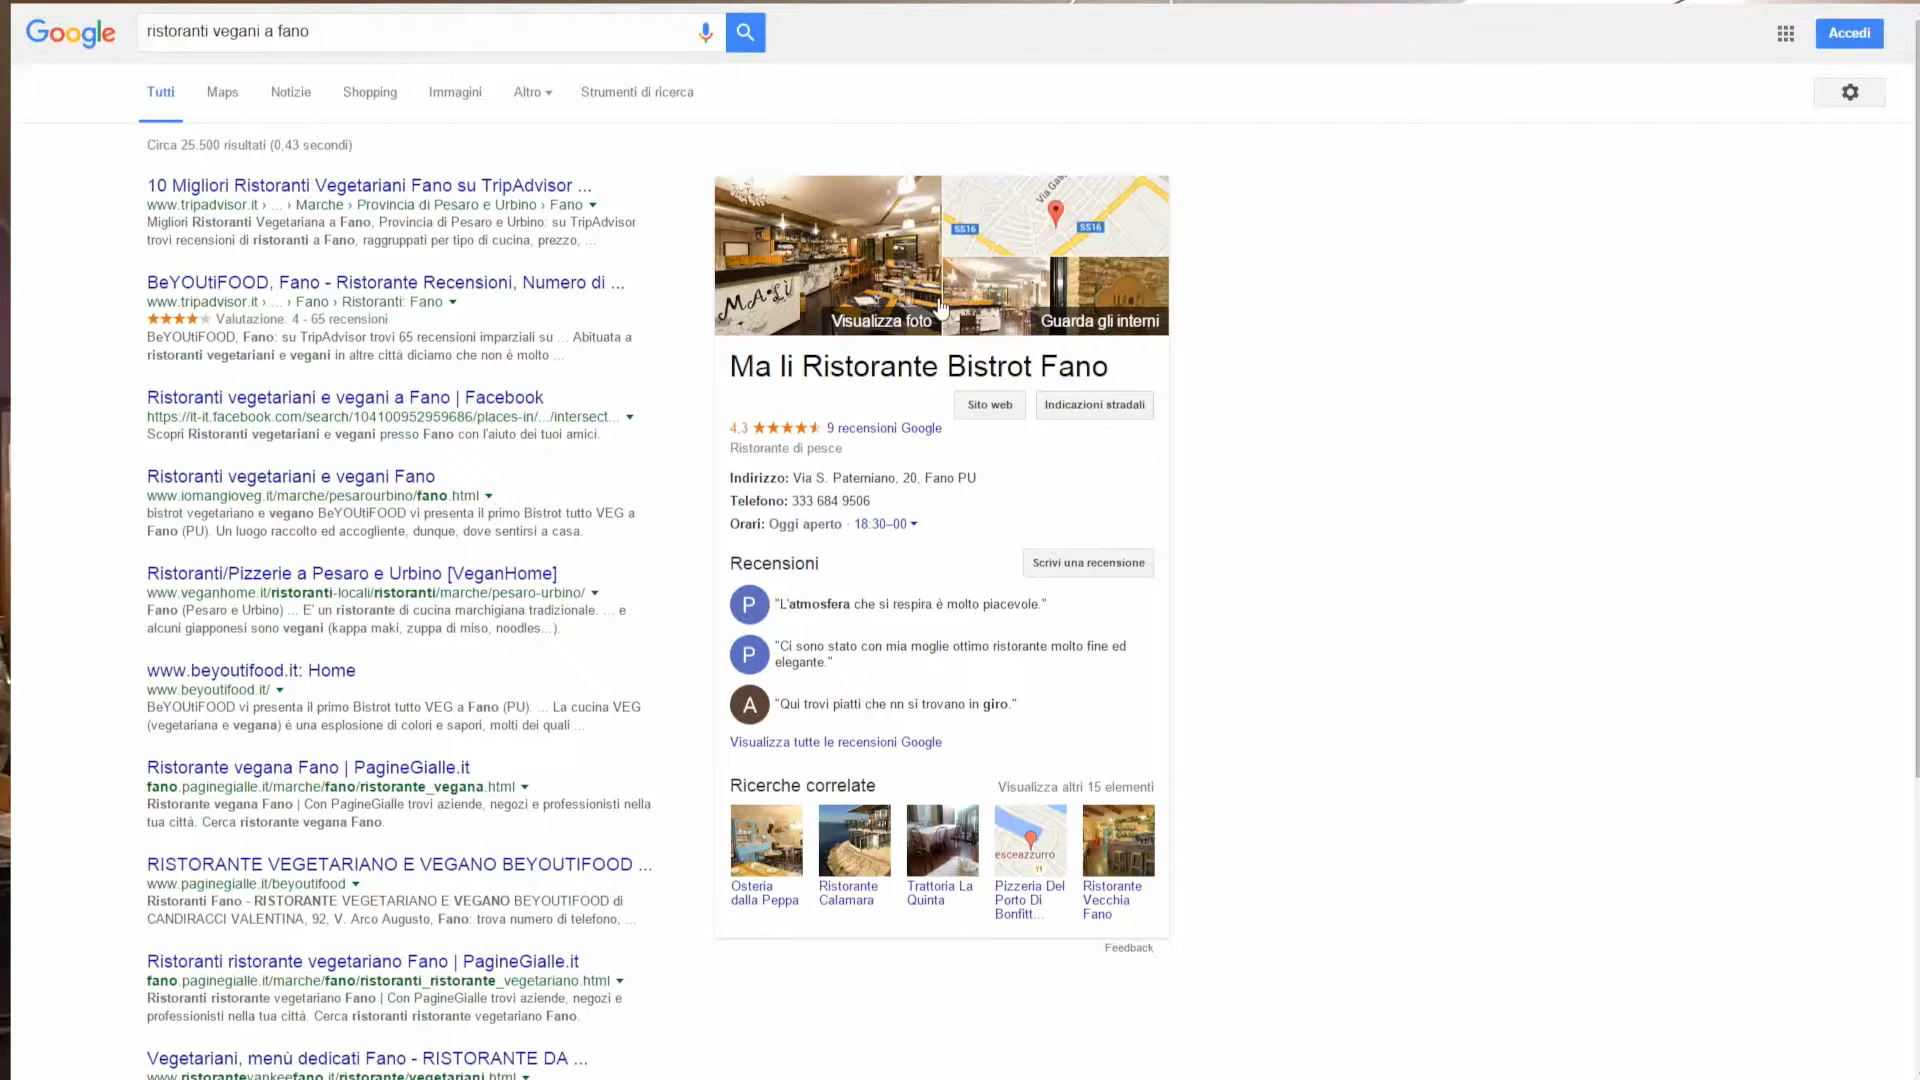 Google
ristoranti vegani a fano
Accedi
Tutti
Maps
Notizie
Shopping
Immagini
Altro
Strumenti di ricerca
Circa 25.500 risultati (0,43 secondi)
10 Migliori Ristoranti Vegetariani Fano su TripAdvisor ...
www.tripadvisor.it › ... › Marche › Provincia di Pesaro e Urbino › Fano
Migliori Ristoranti Vegetariana a Fano, Provincia di Pesaro e Urbino: su TripAdvisor
trovi recensioni di ristoranti a Fano, raggruppati per tipo di cucina, prezzo, ...
BeYOUtiFOOD, Fano - Ristorante Recensioni, Numero di ...
www.tripadvisor.it › ... › Fano › Ristoranti: Fano
Valutazione: 4 - 65 recensioni
BeYOUtiFOOD, Fano: su TripAdvisor trovi 65 recensioni imparziali su ... Abituata a
ristoranti vegetariani e vegani in altre città diciamo che non è molto ...
Ristoranti vegetariani e vegani a Fano | Facebook
https://it-it.facebook.com/search/104100952959686/places-in/.../intersect...
Scopri Ristoranti vegetariani e vegani presso Fano con l'aiuto dei tuoi amici.
Ristoranti vegetariani e vegani Fano
www.iomangioveg.it/marche/pesarourbino/fano.html
bistrot vegetariano e vegano BeYOUtiFOOD vi presenta il primo Bistrot tutto VEG a
Fano (PU). Un luogo raccolto ed accogliente, dunque, dove sentirsi a casa.
Ristoranti/Pizzerie a Pesaro e Urbino [VeganHome]
www.veganhome.it/ristoranti-locali/ristoranti/marche/pesaro-urbino/
Fano (Pesaro e Urbino) ... E' un ristorante di cucina marchigiana tradizionale. ... e
alcuni giapponesi sono vegani (kappa maki, zuppa di miso, noodles...).
www.beyoutifood.it: Home
www.beyoutifood.it/
BeYOUtiFOOD vi presenta il primo Bistrot tutto VEG a Fano (PU). ... La cucina VEG
(vegetariana e vegana) è una esplosione di colori e sapori, molti dei quali ...
Ristorante vegana Fano | PagineGialle.it
fano.paginegialle.it/marche/fano/ristorante_vegana.html
Ristorante vegana Fano | Con PagineGialle trovi aziende, negozi e professionisti nella
tua città. Cerca ristorante vegana Fano.
RISTORANTE VEGETARIANO E VEGANO BEYOUTIFOOD ...
www.paginegialle.it/beyoutifood
Ristoranti Fano - RISTORANTE VEGETARIANO E VEGANO BEYOUTIFOOD di
CANDIRACCI VALENTINA, 92, V. Arco Augusto, Fano: trova numero di telefono, ...
Ristoranti ristorante vegetariano Fano | PagineGialle.it
fano.paginegialle.it/marche/fano/ristoranti_ristorante_vegetariano.html
Ristoranti ristorante vegetariano Fano | Con PagineGialle trovi aziende, negozi e
professionisti nella tua città. Cerca ristoranti ristorante vegetariano Fano.
Vegetariani, menù dedicati Fano - RISTORANTE DA ...
www.ristoranteyankeefano.it/ristorante/vegetariani.html
MA•LÌ
Visualizza foto
Via Gas
SS16
SS16
Guarda gli interni
Ma li Ristorante Bistrot Fano
Sito web
Indicazioni stradali
4,3
9 recensioni Google
Ristorante di pesce
Indirizzo: Via S. Paterniano, 20, Fano PU
Telefono: 333 684 9506
Orari: Oggi aperto · 18:30–00
Recensioni
Scrivi una recensione
P
"L'atmosfera che si respira è molto piacevole."
P
"Ci sono stato con mia moglie ottimo ristorante molto fine ed
elegante."
A
"Qui trovi piatti che nn si trovano in giro."
Visualizza tutte le recensioni Google
Ricerche correlate
Visualizza altri 15 elementi
esceazzurro
Osteria
dalla Peppa
Ristorante
Calamara
Trattoria La
Quinta
Pizzeria Del
Porto Di
Bonfitt...
Ristorante
Vecchia
Fano
Feedback